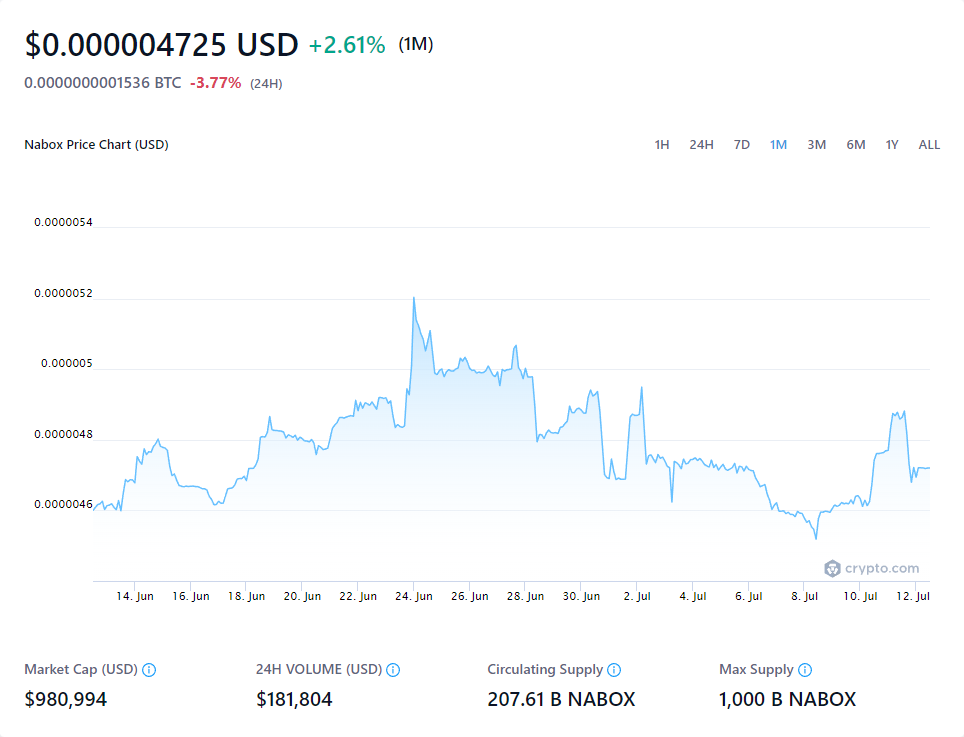 $0.000004725 USD +2.61% (1M)
0.0000000001536 BTC -3.77% (24H)
Nabox Price Chart (USD) 1H 24H 7D 1M 3M 6M 1Y ALL
0.0000054
0.0000052
0.000005
0.0000048
0.0000046
crypto.com
14. Jun 16. Jun 18. Jun 20. Jun 22. Jun 24. Jun 26. Jun 28. Jun 30. Jun 2. Jul 4. Jul 6. Jul 8. Jul 10. Jul 12. Jul
Market Cap (USD) 24H VOLUME (USD) Circulating Supply Max Supply
$980,994 $181,804 207.61 B NABOX 1,000 B NABOX